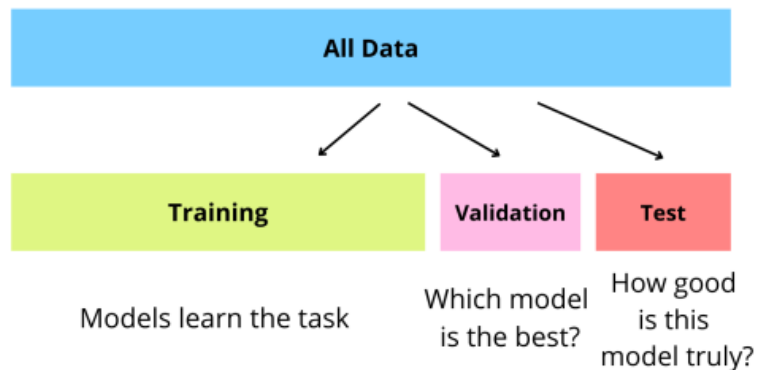 All Data
Training
Validation
Test
Models learn the task
Which model
is the best?
How good
is this
model truly?